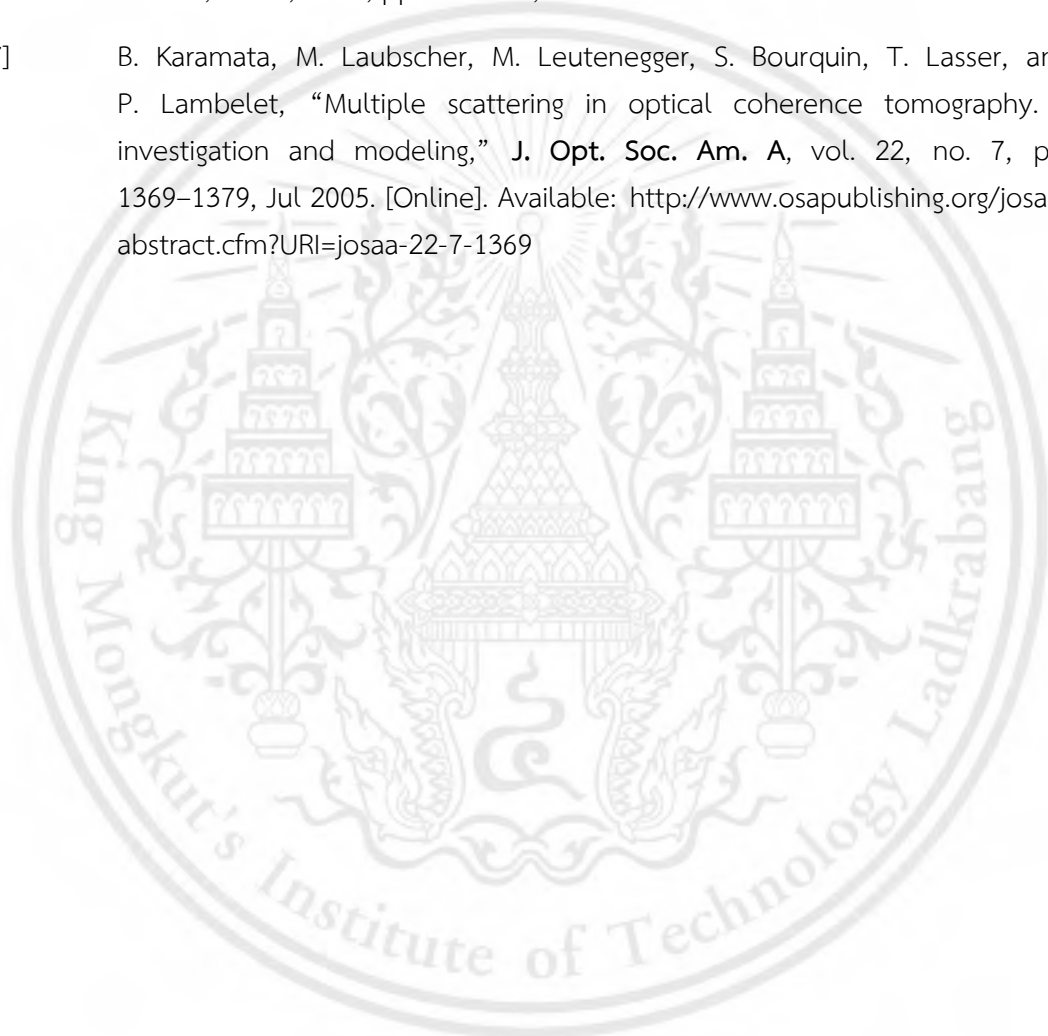 ]
B. Karamata, M. Laubscher, M. Leutenegger, S. Bourquin, T. Lasser,
P. Lambelet, “Multiple scattering in optical coherence tomography.
investigation and modeling,” J. Opt. Soc. Am. A, vol. 22, no. 7,
1369–1379, Jul 2005. [Online]. Available: http://www.osapublishing.org/josa
abstract.cfm?URI=josaa-22-7-1369
King Mongkut's Institute of Technology Ladkrabang